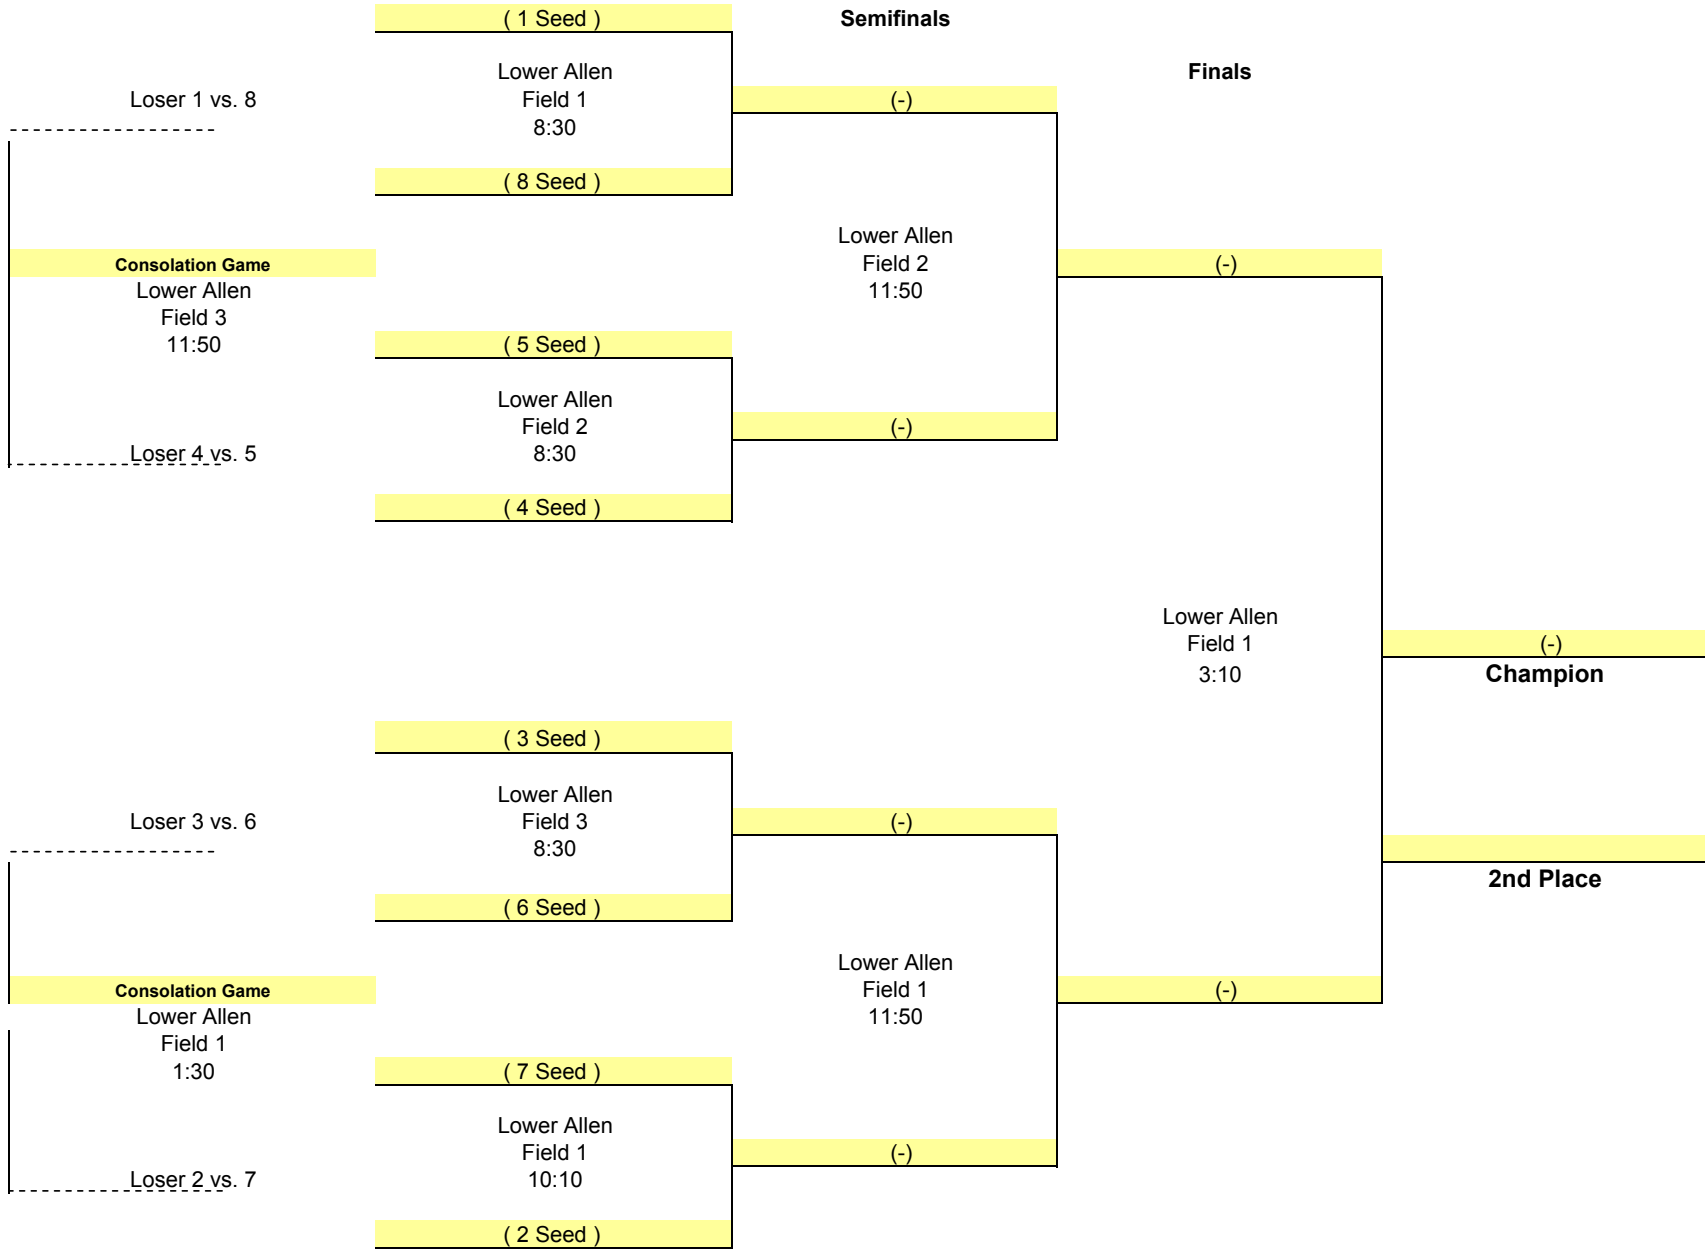 ( 1 Seed )
Semifinals
Lower Allen
Finals
Loser 1 vs. 8
Field 1
(-)
8:30
( 8 Seed )
Lower Allen
Consolation Game
Field 2
(-)
Lower Allen
11:50
Field 3
11:50
( 5 Seed )
Lower Allen
Field 2
(-)
Loser 4 vs. 5
8:30
( 4 Seed )
Lower Allen
Field 1
(-)
3:10
Champion
( 3 Seed )
Lower Allen
Loser 3 vs. 6
Field 3
(-)
8:30
2nd Place
( 6 Seed )
Lower Allen
Consolation Game
Field 1
(-)
Lower Allen
11:50
Field 1
1:30
( 7 Seed )
Lower Allen
Field 1
(-)
Loser 2 vs. 7
10:10
( 2 Seed )